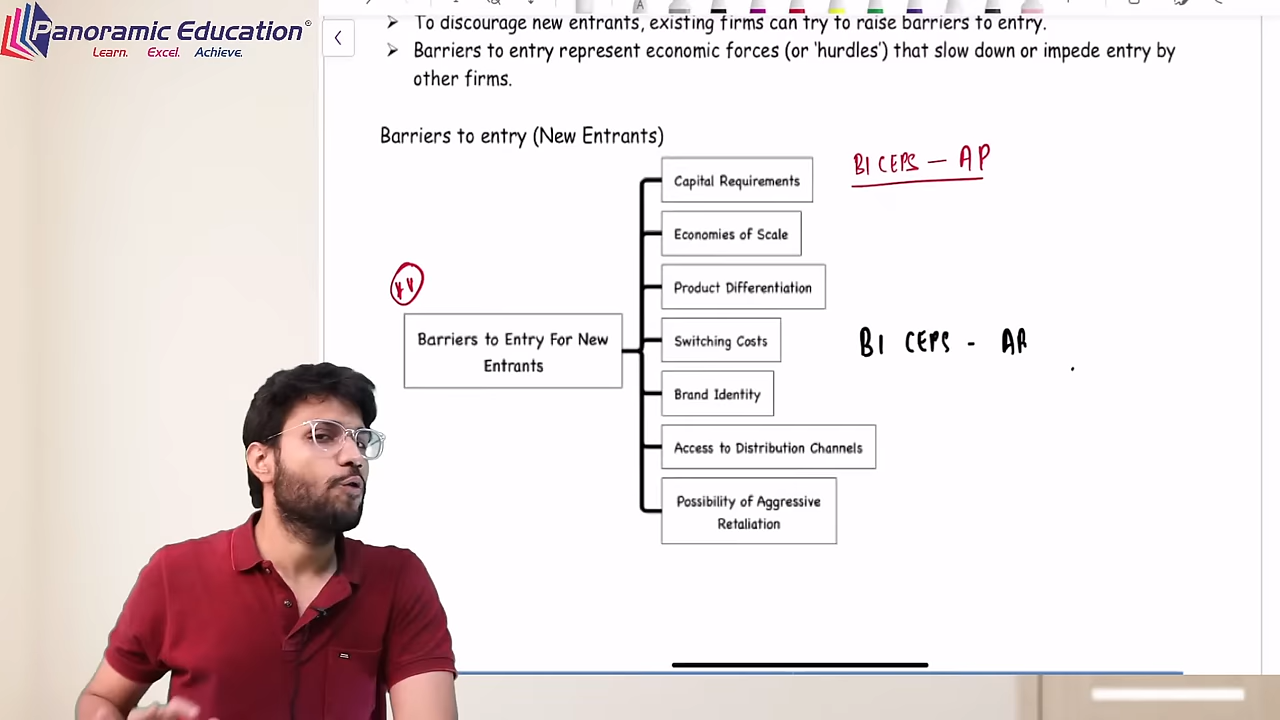 Panoramic Education®
Learn. Excel. Achieve.
➤ To discourage new entrants, existing firms can try to raise barriers to entry.
➤ Barriers to entry represent economic forces (or ‘hurdles’) that slow down or impede entry by
other firms.
Barriers to entry (New Entrants)
BI CEPS - AP
Capital Requirements
Economies of Scale
Product Differentiation
Barriers to Entry For New
Entrants
Switching Costs
BI CEPS - AP
Brand Identity
Access to Distribution Channels
Possibility of Aggressive
Retaliation